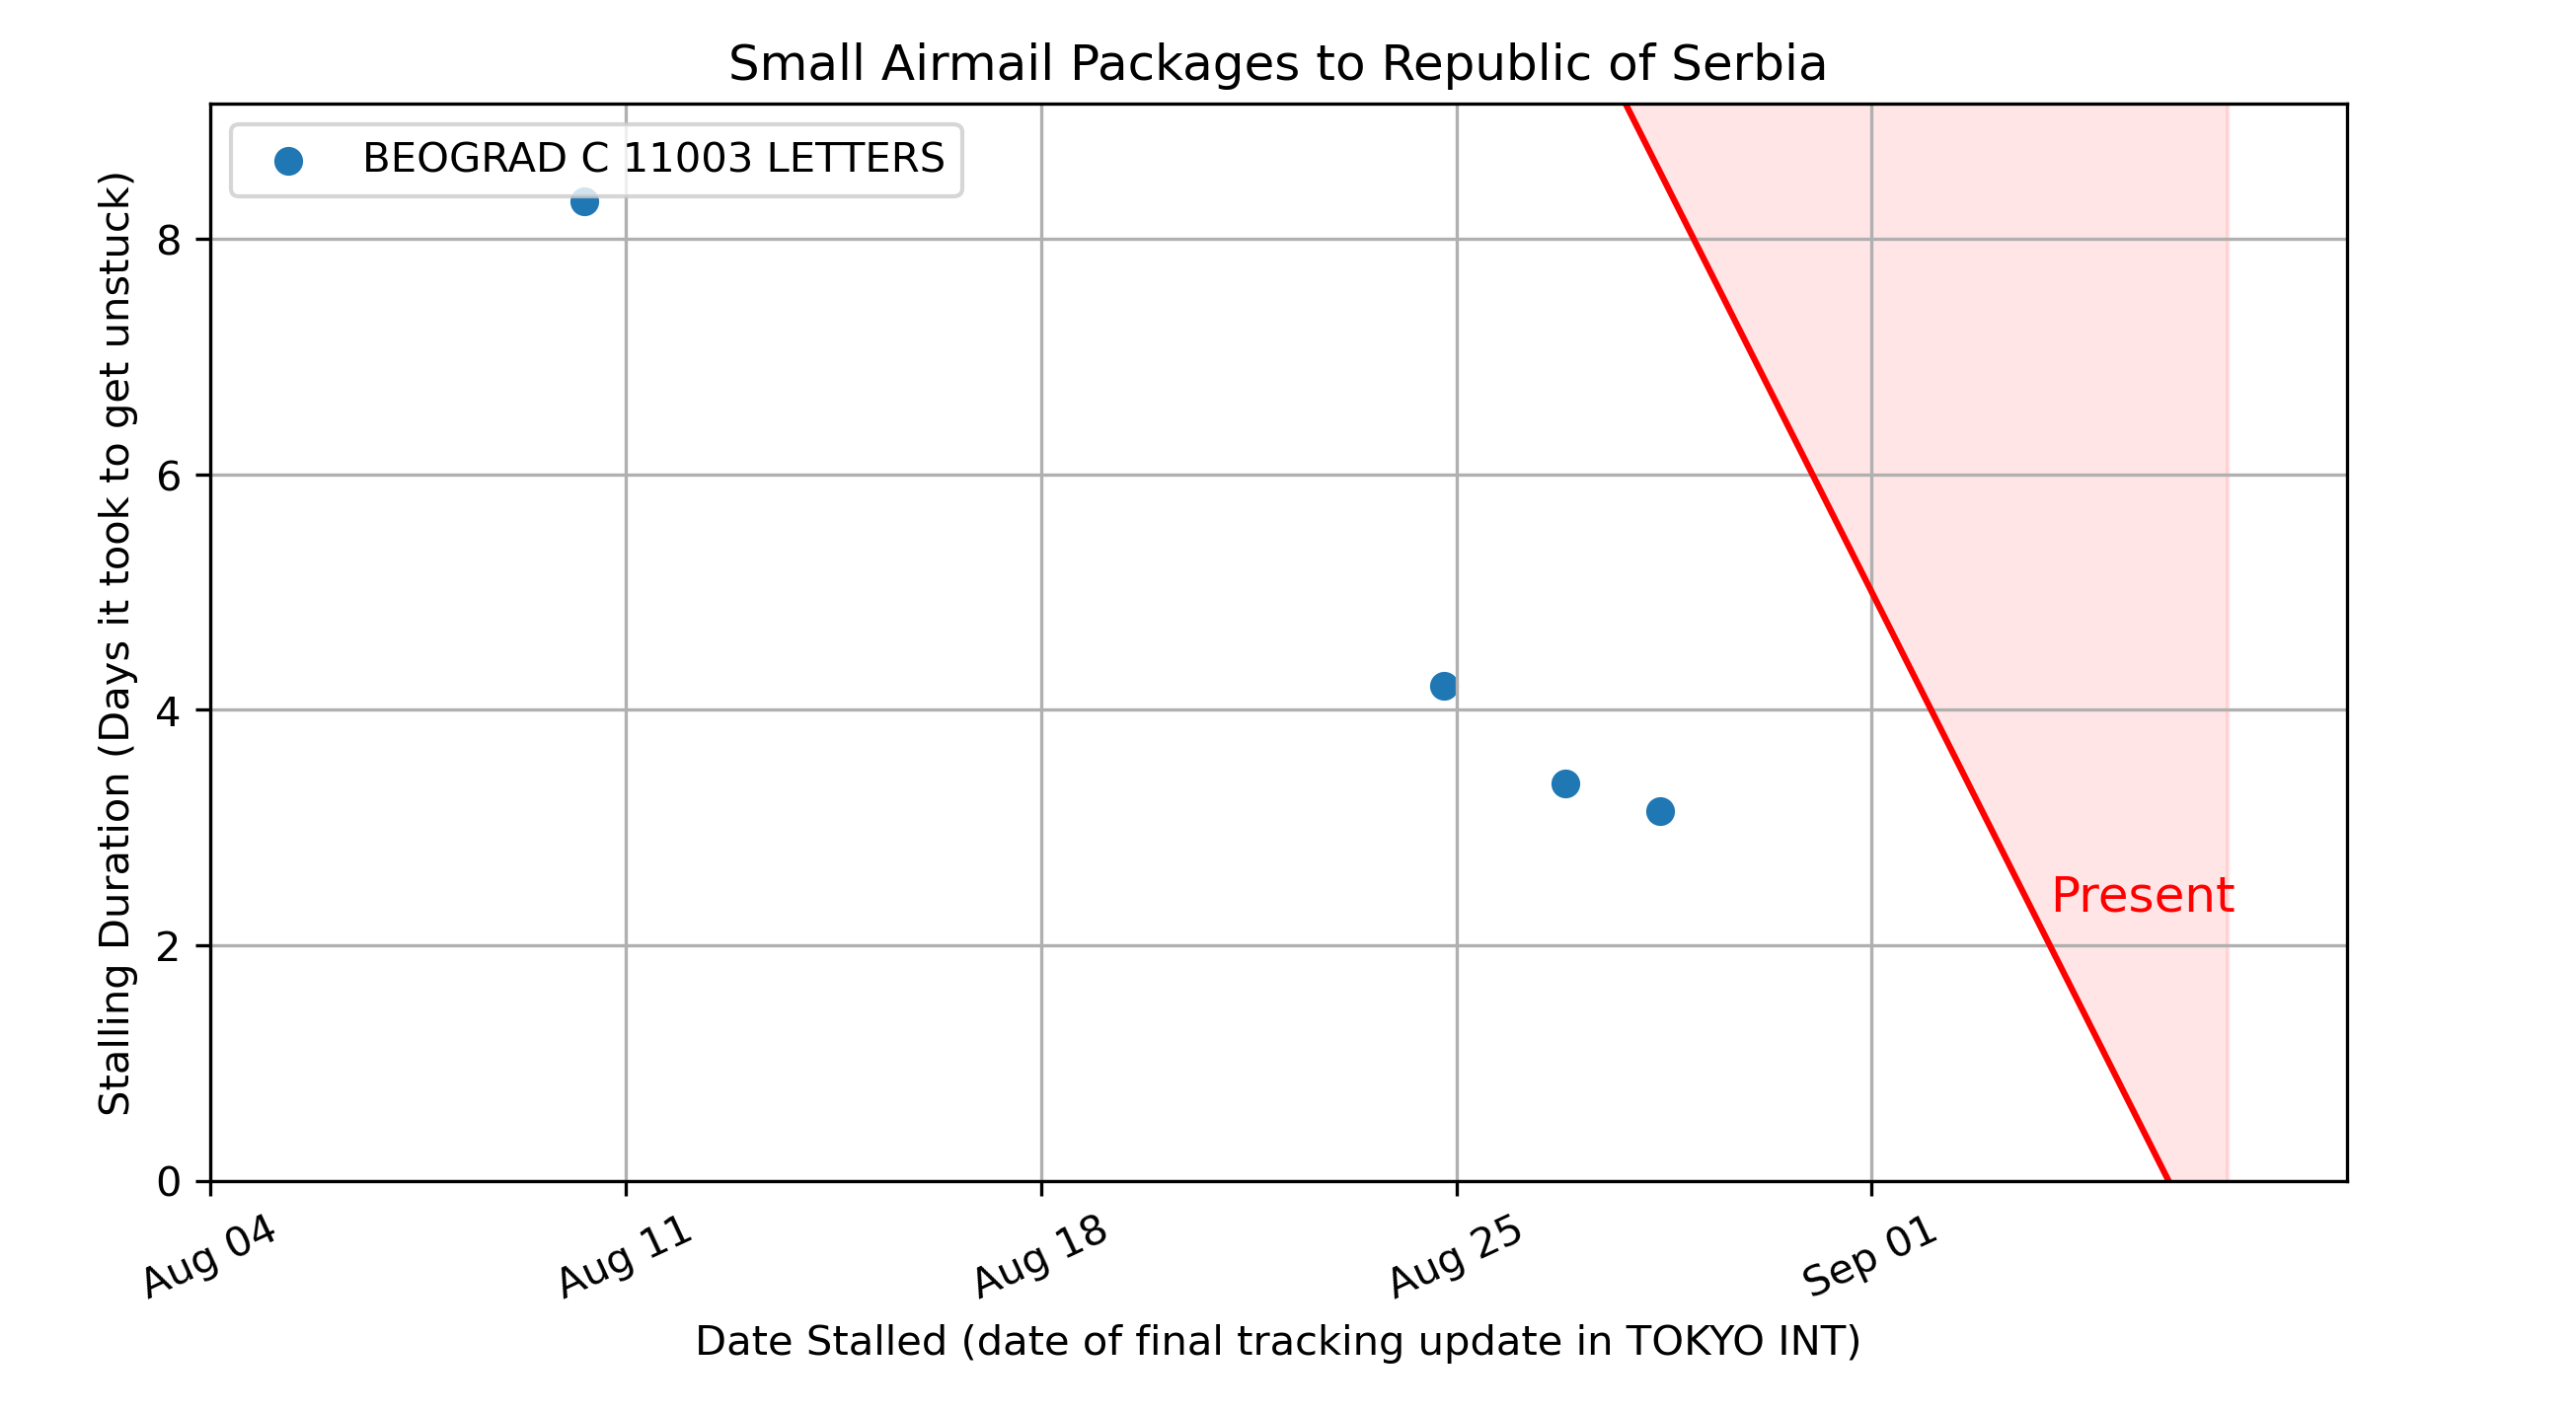 Small Airmail Packages to Republic of Serbia
BEOGRAD C 11003 LETTERS
Stalling Duration (Days it took to get unstuck)
8
6
4
2
0
Present
Aug 04
Aug 11
Aug 18
Aug 25
Sep 01
Date Stalled (date of final tracking update in TOKYO INT)